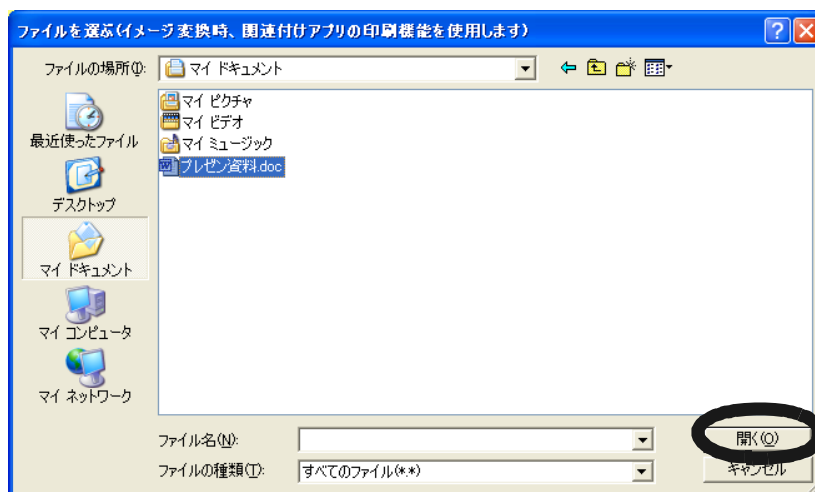 ファイルを選ぶ(イメージ変換時、関連付けアプリの印刷機能を使用します)
ファイルの場所(I):
マイ ドキュメント
最近使ったファイル
デスクトップ
マイ ドキュメント
マイ コンピュータ
マイ ネットワーク
マイ ピクチャ
マイ ビデオ
マイ ミュージック
プレゼン資料.doc
ファイル名(N):
開く(O)
ファイルの種類(T):
すべてのファイル(*.*)
キャンセル